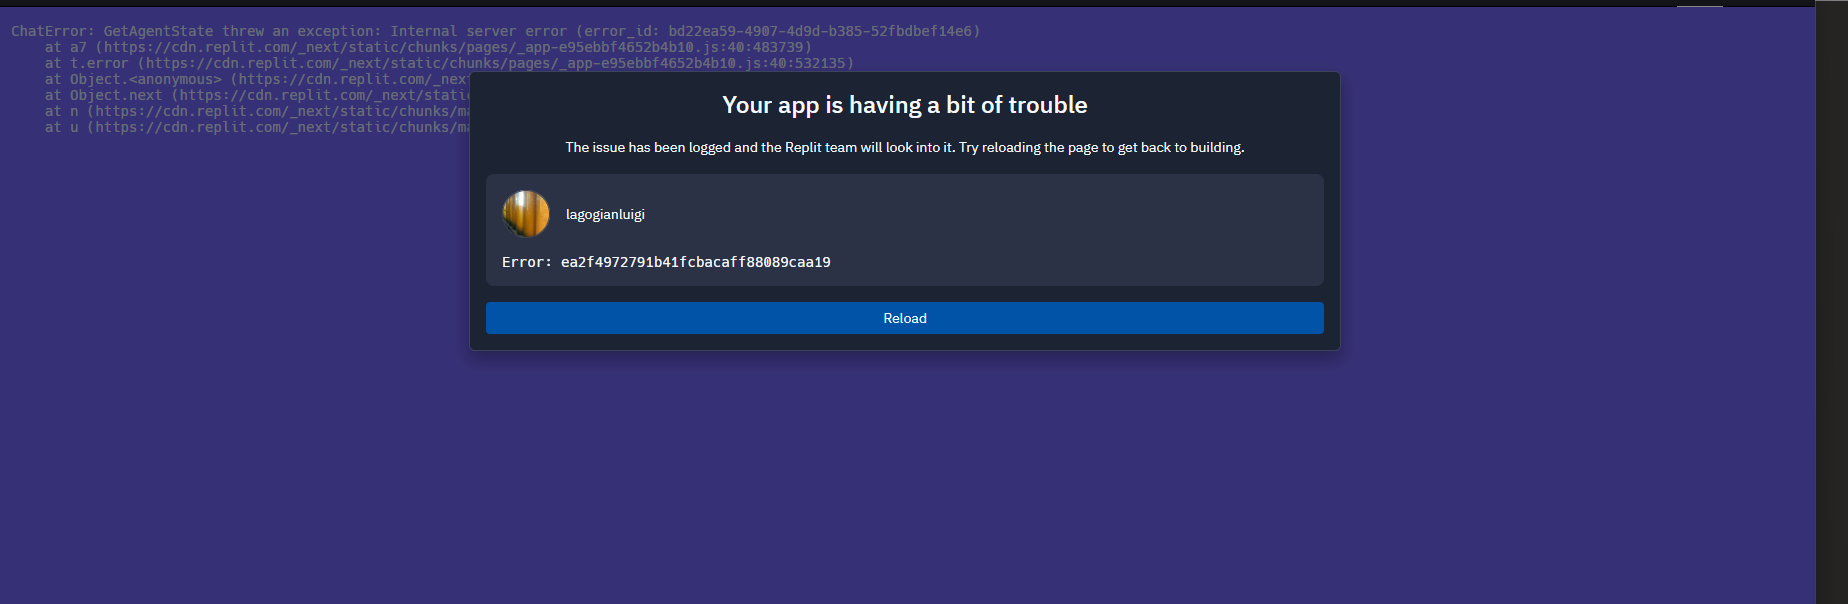 ChatError: GetAgentState threw an exception: Internal server error (error_id: bd22ea59-4907-4d9d-b385-52fbdbef14e6)
at a7 (https://cdn.replit.com/_next/static/chunks/pages/_app-e95ebbf4652b4b10.js:40:483739)
at t.error (https://cdn.replit.com/_next/static/chunks/pages/_app-e95ebbf4652b4b10.js:40:532135)
at Object.<anonymous> (https://cdn.replit.com/_nex
at Object.next (https://cdn.replit.com/_next/stati
at n (https://cdn.replit.com/_next/static/chunks/ma
at u (https://cdn.replit.com/_next/static/chunks/ma
Your app is having a bit of trouble
The issue has been logged and the Replit team will look into it. Try reloading the page to get back to building.
lagogianluigi
Error: ea2f4972791b41fcbacaff88089caa19
Reload